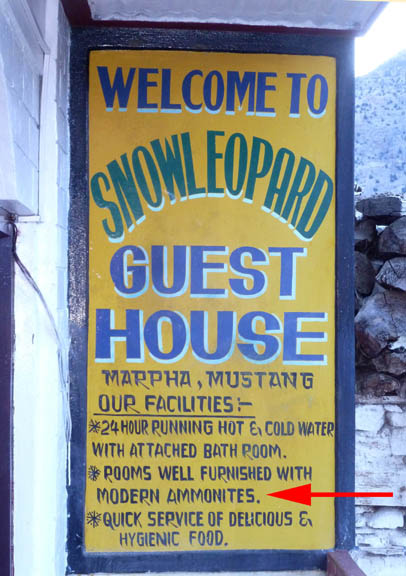 WELCOME TO
SNOWLEOPARD
GUEST
HOUSE
MARPHA, MUSTANG
OUR FACILITIES:-
*24 HOUR RUNNING HOT & COLD WATER
WITH ATTACHED BATH ROOM.
* ROOMS WELL FURNISHED WITH
MODERN AMMONITES.
*QUICK SERVICE OF DELICIOUS &
HYGIENIC FOOD.